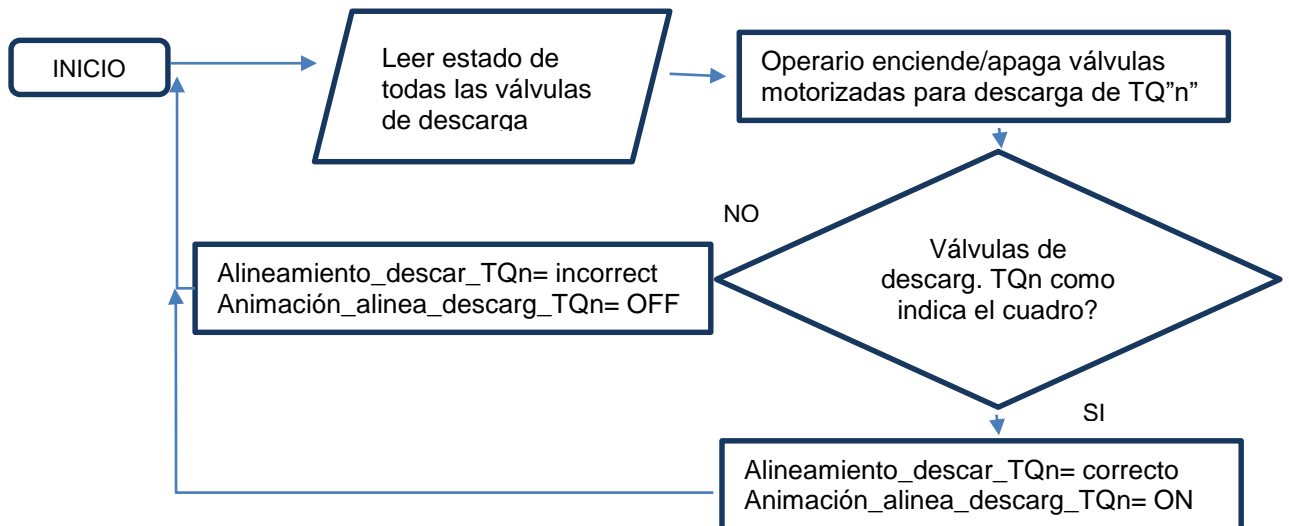 INICIO
Leer estado de
todas las válvulas
de descarga
Operario enciende/apaga válvulas
motorizadas para descarga de TQ”n”
Válvulas de
descarg. TQn como
indica el cuadro?
NO
Alineamiento_descar_TQn= incorrect
Animación_alinea_descarg_TQn= OFF
SI
Alineamiento_descar_TQn= correcto
Animación_alinea_descarg_TQn= ON